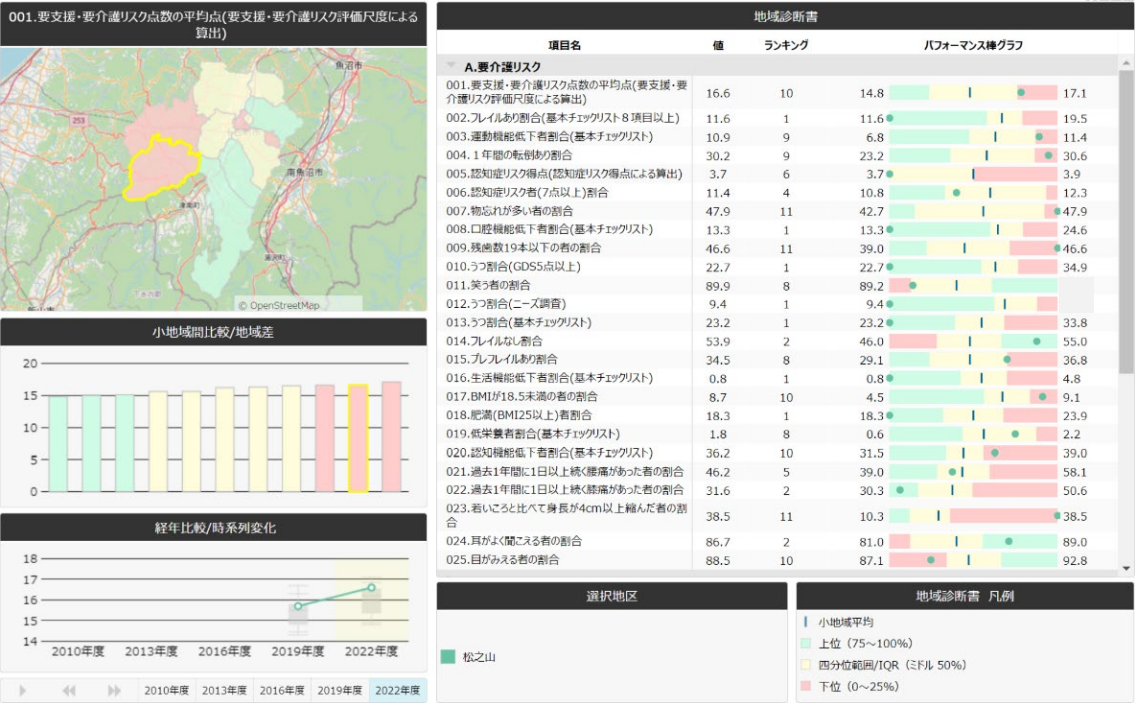 001.要支援・要介護リスク点数の平均点(要支援・要介護リスク評価尺度による
算出)
魚沼市
253
17
南魚沼市
津南町
湯沢町
下水内郡
© OpenStreetMap
小地域間比較/地域差
20
15
10
5
0
経年比較/時系列変化
18
17
16
15
14
2010年度 2013年度 2016年度 2019年度 2022年度
2010年度 2013年度 2016年度 2019年度 2022年度
地域診断書
項目名 値 ランキング パフォーマンス棒グラフ
A.要介護リスク
001.要支援・要介護リスク点数の平均点(要支援・要
介護リスク評価尺度による算出) 16.6 10 14.8 17.1
002.フレイルあり割合(基本チェックリスト８項目以上) 11.6 1 11.6 19.5
003.運動機能低下者割合(基本チェックリスト) 10.9 9 6.8 11.4
004.１年間の転倒あり割合 30.2 9 23.2 30.6
005.認知症リスク得点(認知症リスク得点による算出) 3.7 6 3.7 3.9
006.認知症リスク者(7点以上)割合 11.4 4 10.8 12.3
007.物忘れが多い者の割合 47.9 11 42.7 47.9
008.口腔機能低下者割合(基本チェックリスト) 13.3 1 13.3 24.6
009.残歯数19本以下の者の割合 46.6 11 39.0 46.6
010.うつ割合(GDS5点以上) 22.7 1 22.7 34.9
011.笑う者の割合 89.9 8 89.2
012.うつ割合(ニーズ調査) 9.4 1 9.4
013.うつ割合(基本チェックリスト) 23.2 1 23.2 33.8
014.フレイルなし割合 53.9 2 46.0 55.0
015.プレフレイルあり割合 34.5 8 29.1 36.8
016.生活機能低下者割合(基本チェックリスト) 0.8 1 0.8 4.8
017.BMIが18.5未満の者の割合 8.7 10 4.5 9.1
018.肥満(BMI25以上)者割合 18.3 1 18.3 23.9
019.低栄養者割合(基本チェックリスト) 1.8 8 0.6 2.2
020.認知機能低下者割合(基本チェックリスト) 36.2 10 31.5 39.0
021.過去1年間に1日以上続く腰痛があった者の割合 46.2 5 39.0 58.1
022.過去1年間に1日以上続く膝痛があった者の割合 31.6 2 30.3 50.6
023.若いころと比べて身長が4cm以上縮んだ者の割
合 38.5 11 10.3 38.5
024.耳がよく聞こえる者の割合 86.7 2 81.0 89.0
025.目がみえる者の割合 88.5 10 87.1 92.8
選択地区
松之山
地域診断書 凡例
小地域平均
上位（75～100%）
四分位範囲/IQR（ミドル 50%）
下位（0～25%）